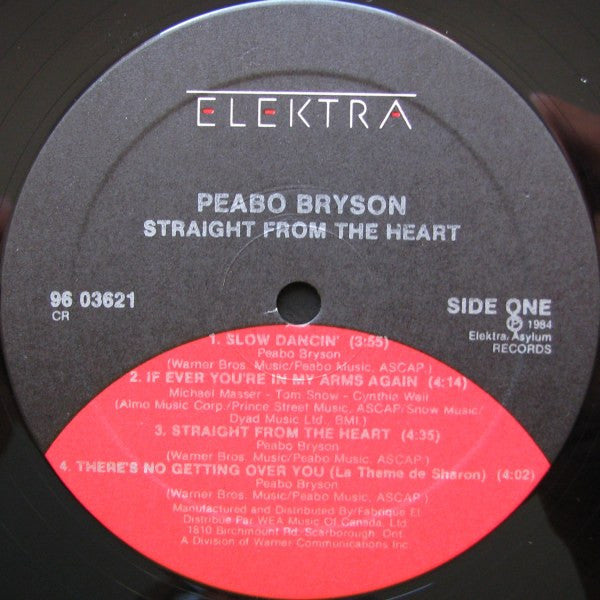 ELEKTRA
PEABO BRYSON
STRAIGHT FROM THE HEART
96 03621
CR
SIDE ONE
℗ 1984
Elektra/Asylum
RECORDS
1. SLOW DANCIN' (3:55)
Peabo Bryson
(Warner Bros. Music/Peabo Music, ASCAP)
2. IF EVER YOU'RE IN MY ARMS AGAIN (4:14)
Michael Masser - Tom Snow - Cynthia Weil
(Almo Music Corp./Prince Street Music, ASCAP/Snow Music/
Dyad Music Ltd., BMI)
3. STRAIGHT FROM THE HEART (4:35)
Peabo Bryson
(Warner Bros. Music/Peabo Music, ASCAP)
4. THERE'S NO GETTING OVER YOU (La Theme de Sharon) (4:02)
Peabo Bryson
(Warner Bros. Music/Peabo Music, ASCAP)
Manufactured and Distributed By/Fabrique Et
Distribue Par WEA Music Of Canada, Ltd.
1810 Birchmount Rd. Scarborough, Ont.
A Division of Warner Communications Inc.